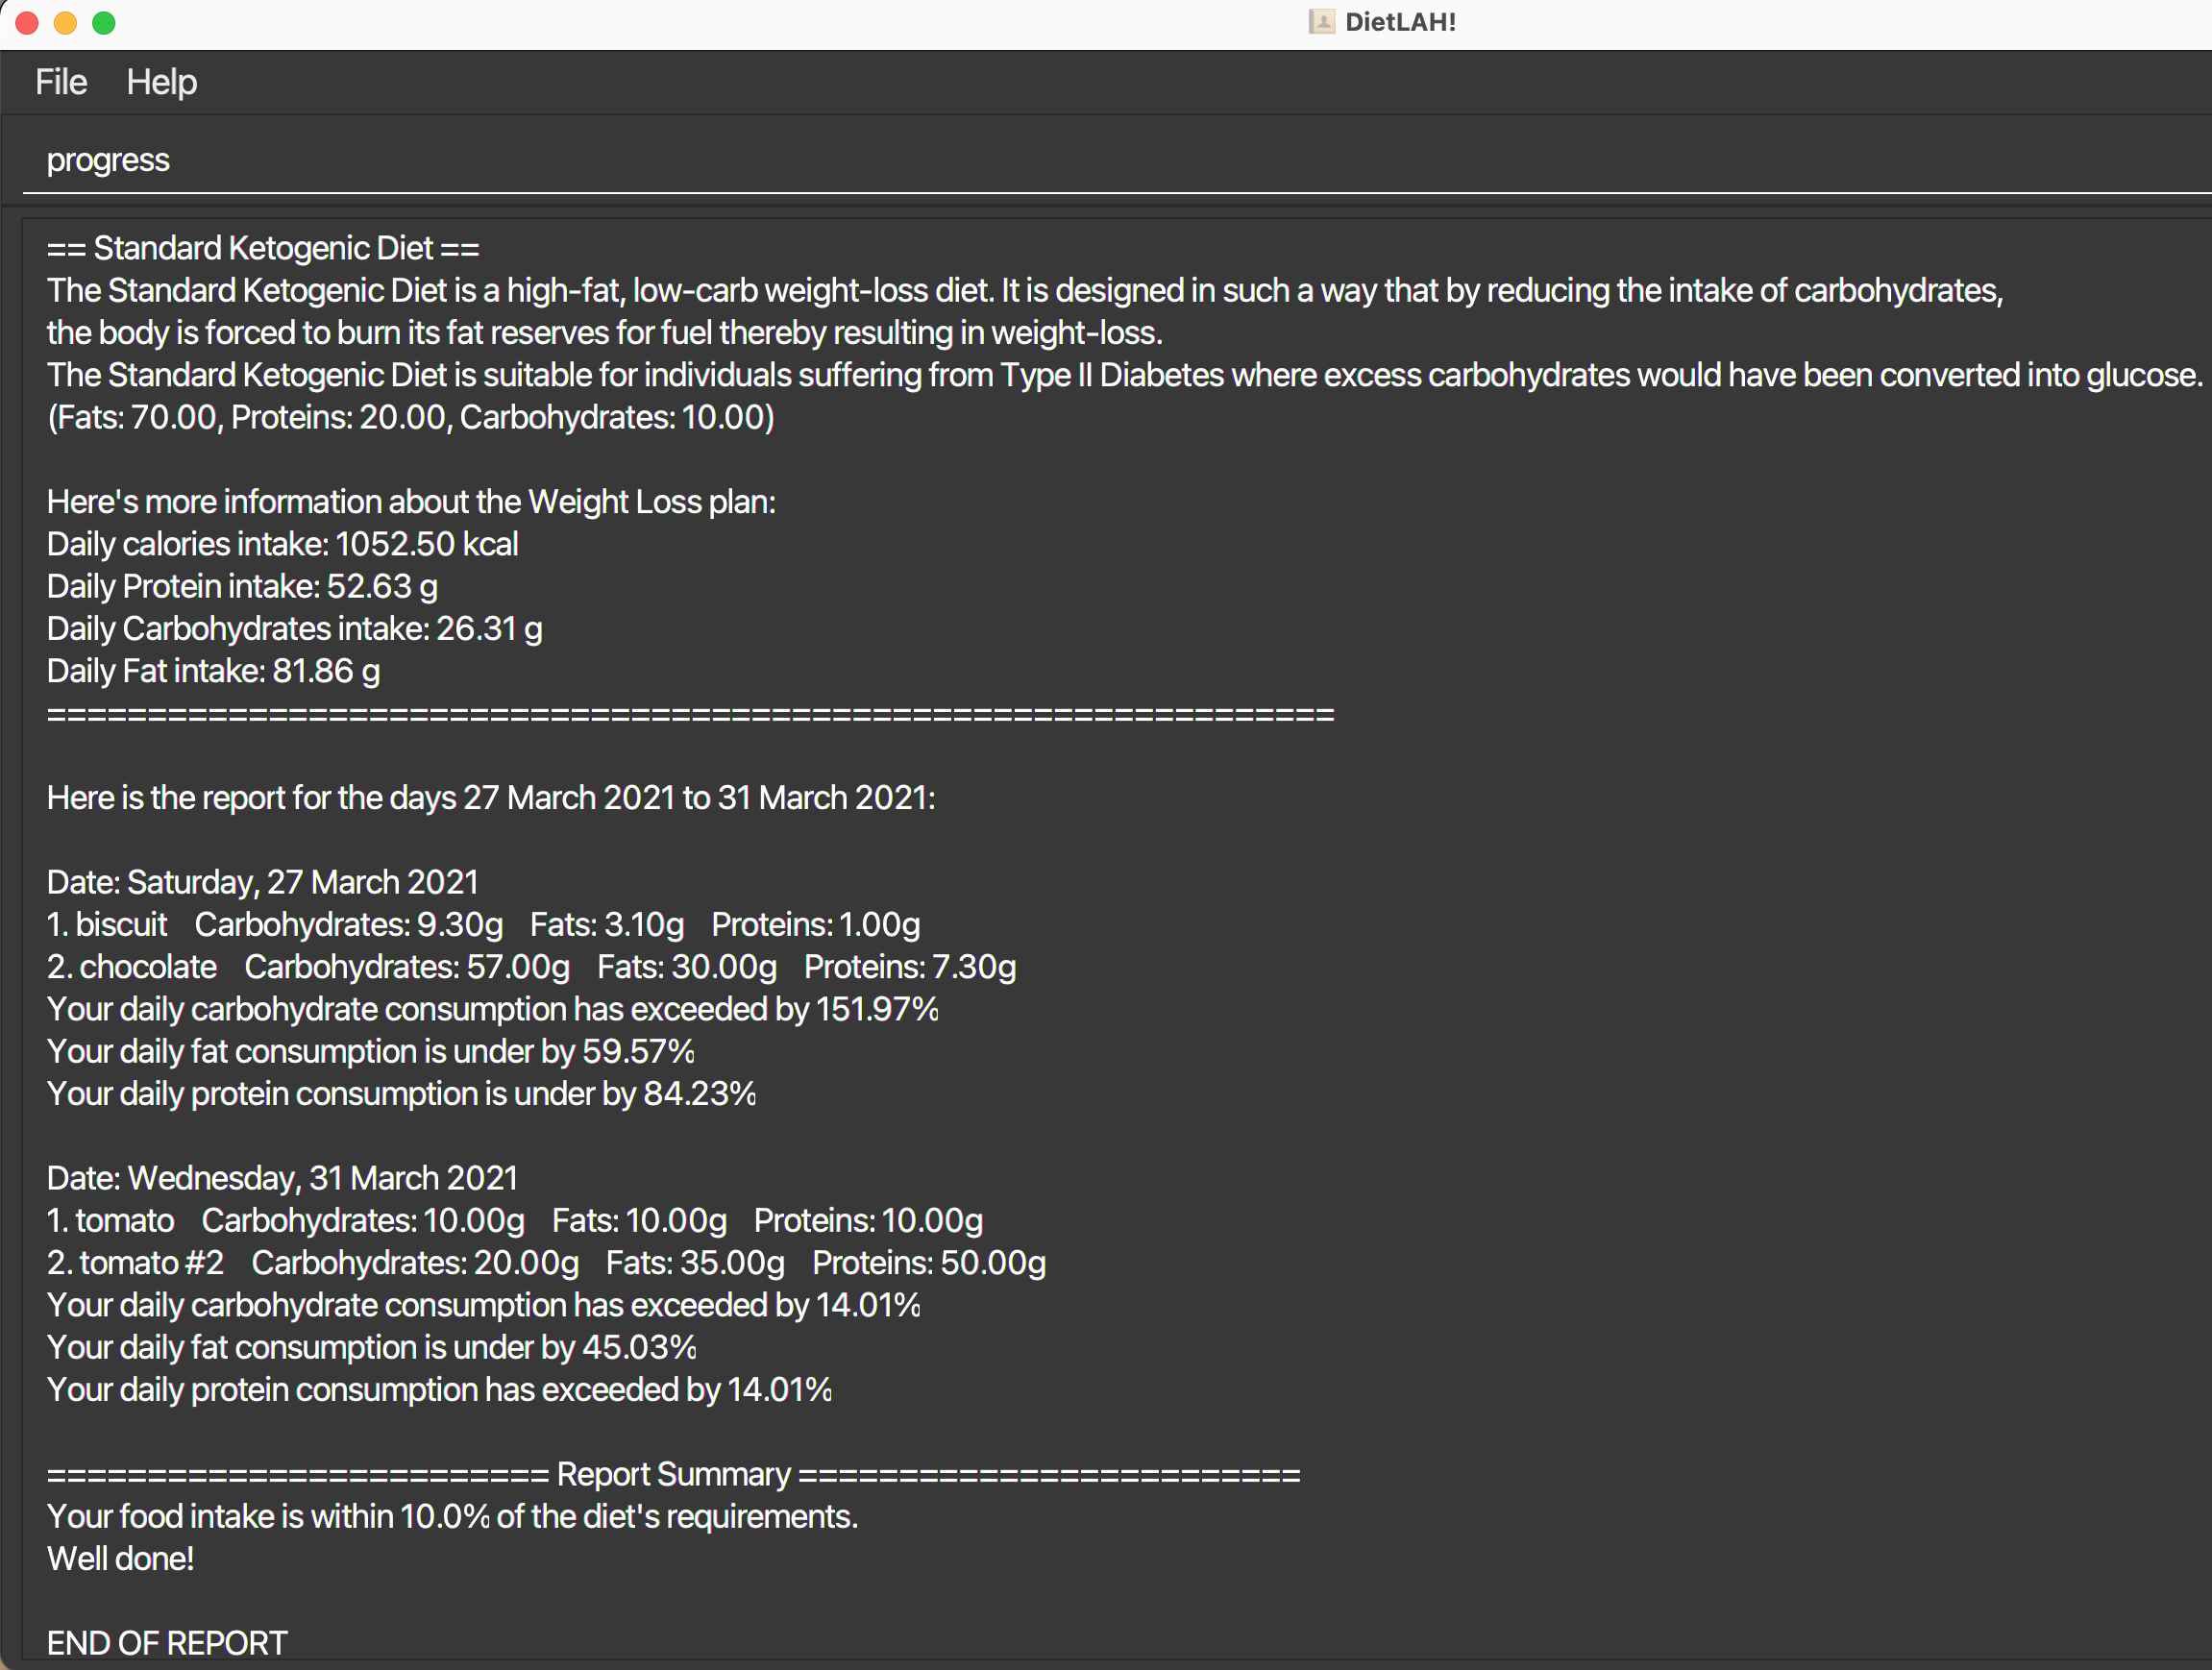 DietLAH!
File Help
progress
== Standard Ketogenic Diet ==
The Standard Ketogenic Diet is a high-fat, low-carb weight-loss diet. It is designed in such a way that by reducing the intake of carbohydrates,
the body is forced to burn its fat reserves for fuel thereby resulting in weight-loss.
The Standard Ketogenic Diet is suitable for individuals suffering from Type II Diabetes where excess carbohydrates would have been converted into glucose.
(Fats: 70.00, Proteins: 20.00, Carbohydrates: 10.00)
Here's more information about the Weight Loss plan:
Daily calories intake: 1052.50 kcal
Daily Protein intake: 52.63 g
Daily Carbohydrates intake: 26.31 g
Daily Fat intake: 81.86 g
================================================================
Here is the report for the days 27 March 2021 to 31 March 2021:
Date: Saturday, 27 March 2021
1. biscuit Carbohydrates: 9.30g Fats: 3.10g Proteins: 1.00g
2. chocolate Carbohydrates: 57.00g Fats: 30.00g Proteins: 7.30g
Your daily carbohydrate consumption has exceeded by 151.97%
Your daily fat consumption is under by 59.57%
Your daily protein consumption is under by 84.23%
Date: Wednesday, 31 March 2021
1. tomato Carbohydrates: 10.00g Fats: 10.00g Proteins: 10.00g
2. tomato #2 Carbohydrates: 20.00g Fats: 35.00g Proteins: 50.00g
Your daily carbohydrate consumption has exceeded by 14.01%
Your daily fat consumption is under by 45.03%
Your daily protein consumption has exceeded by 14.01%
========================= Report Summary =========================
Your food intake is within 10.0% of the diet's requirements.
Well done!
END OF REPORT